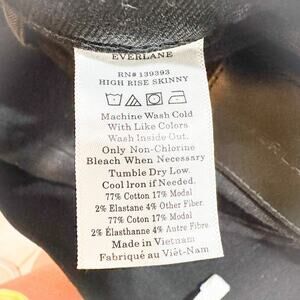 EVERLANE
RN# 139393
HIGH RISE SKINNY
Machine Wash Cold
With Like Colors
Wash Inside Out.
Only Non-Chlorine
Bleach When Necessary
Tumble Dry Low.
Cool Iron if Needed.
77% Cotton 17% Modal
2% Elastane 4% Other Fiber.
77% Coton 17% Modal
2% Élasthanne 4% Autre Fibre.
Made in Vietnam
Fabriqué au Viêt-Nam